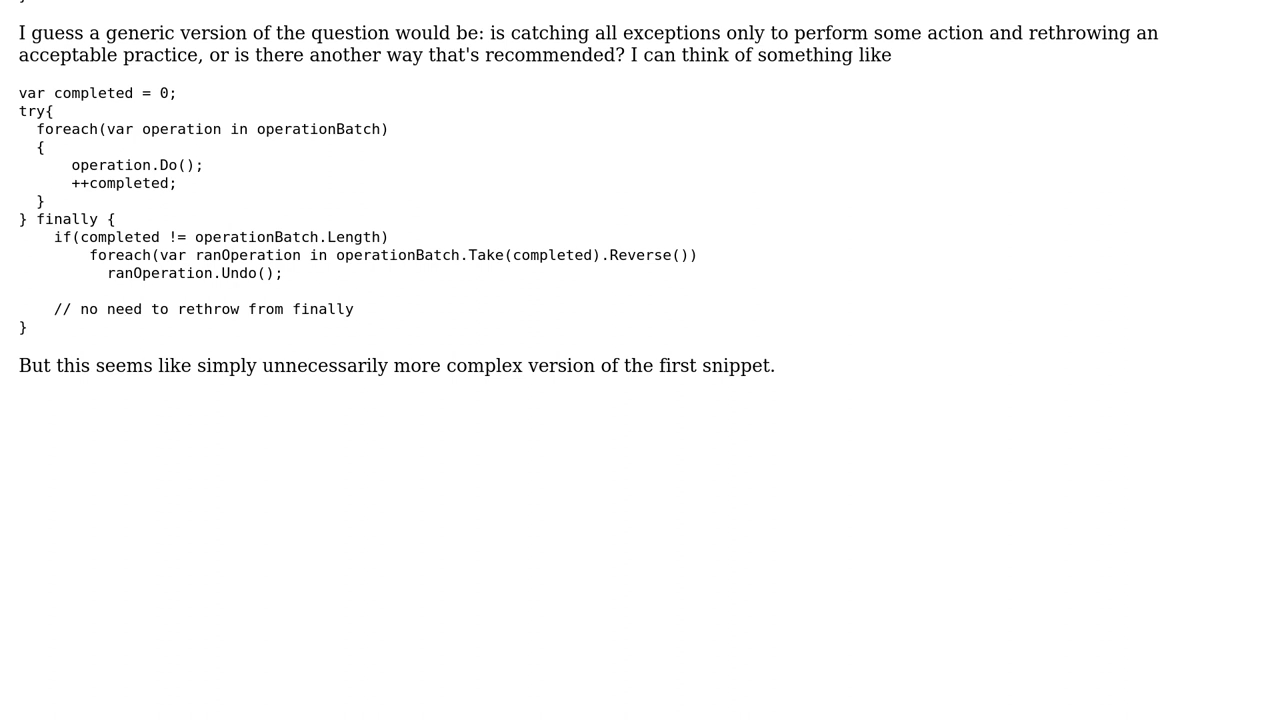 I guess a generic version of the question would be: is catching all exceptions only to perform some action and rethrowing an
acceptable practice, or is there another way that's recommended? I can think of something like
var completed = 0;
try{
  foreach(var operation in operationBatch)
  {
      operation.Do();
      ++completed;
  }
} finally {
    if(completed != operationBatch.Length)
        foreach(var ranOperation in operationBatch.Take(completed).Reverse())
          ranOperation.Undo();
    // no need to rethrow from finally
}
But this seems like simply unnecessarily more complex version of the first snippet.